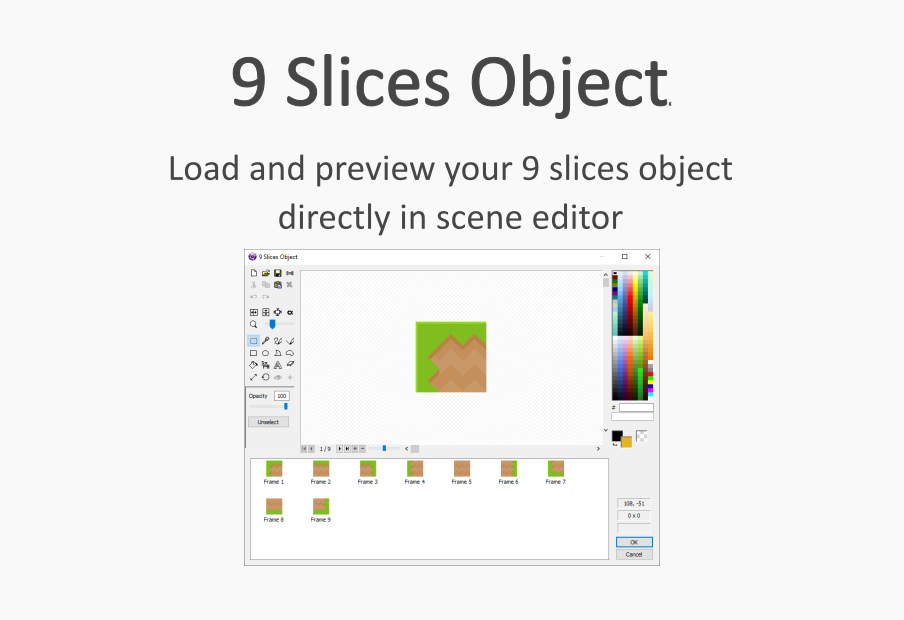 9 Slices Object.
Load and preview your 9 slices object
directly in scene editor
9 Slices Object
Opacity 100
Unselect
1 / 9
#
Frame 1 Frame 2 Frame 3 Frame 4 Frame 5 Frame 6 Frame 7
Frame 8 Frame 9
108, -51
0 x 0
OK
Cancel